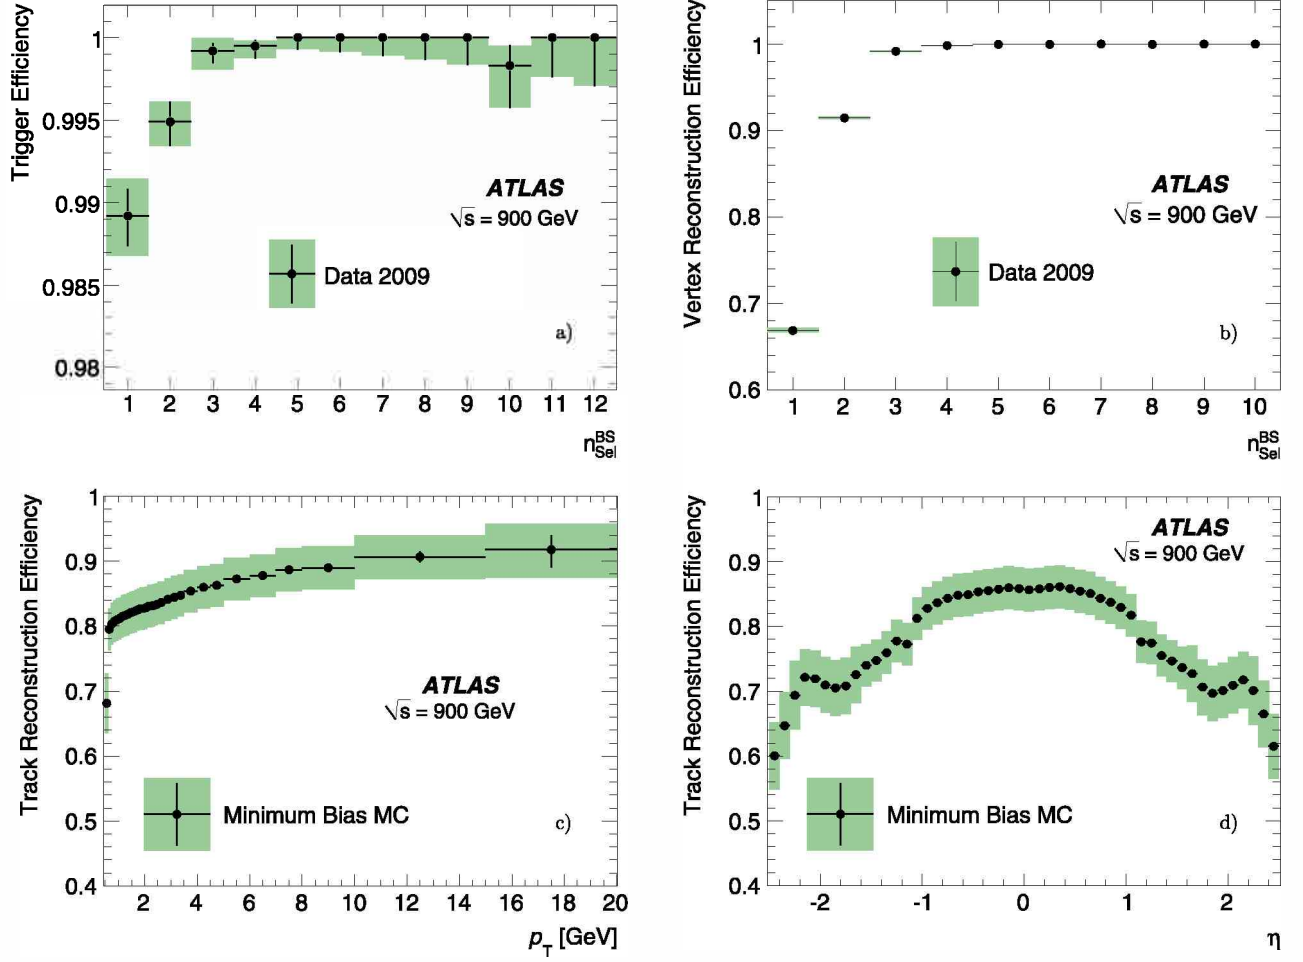 Trigger Efficiency
1
0.995
0.99
0.985
0.98
ATLAS
√s = 900 GeV
Data 2009
a)
1 2 3 4 5 6 7 8 9 10 11 12
n_Sel^BS
Vertex Reconstruction Efficiency
1
0.9
0.8
0.7
0.6
ATLAS
√s = 900 GeV
Data 2009
b)
1 2 3 4 5 6 7 8 9 10
n_Sel^BS
Track Reconstruction Efficiency
1
0.9
0.8
0.7
0.6
0.5
0.4
ATLAS
√s = 900 GeV
Minimum Bias MC
c)
2 4 6 8 10 12 14 16 18 20
p_T [GeV]
Track Reconstruction Efficiency
1
0.9
0.8
0.7
0.6
0.5
0.4
ATLAS
√s = 900 GeV
Minimum Bias MC
d)
-2 -1 0 1 2
η